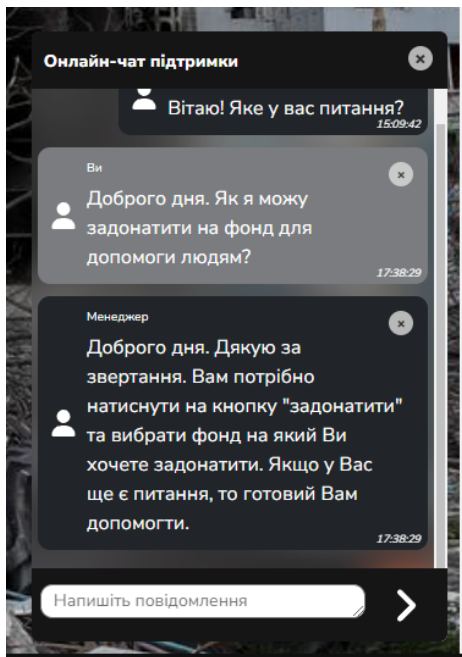 Онлайн-чат підтримки
Вітаю! Яке у вас питання?
15:09:42
Ви
Доброго дня. Як я можу
задонатити на фонд для
допомоги людям?
17:38:29
Менеджер
Доброго дня. Дякую за
звертання. Вам потрібно
натиснути на кнопку "задонатити"
та вибрати фонд на який Ви
хочете задонатити. Якщо у Вас
ще є питання, то готовий Вам
допомогти.
17:38:29
Напишіть повідомлення